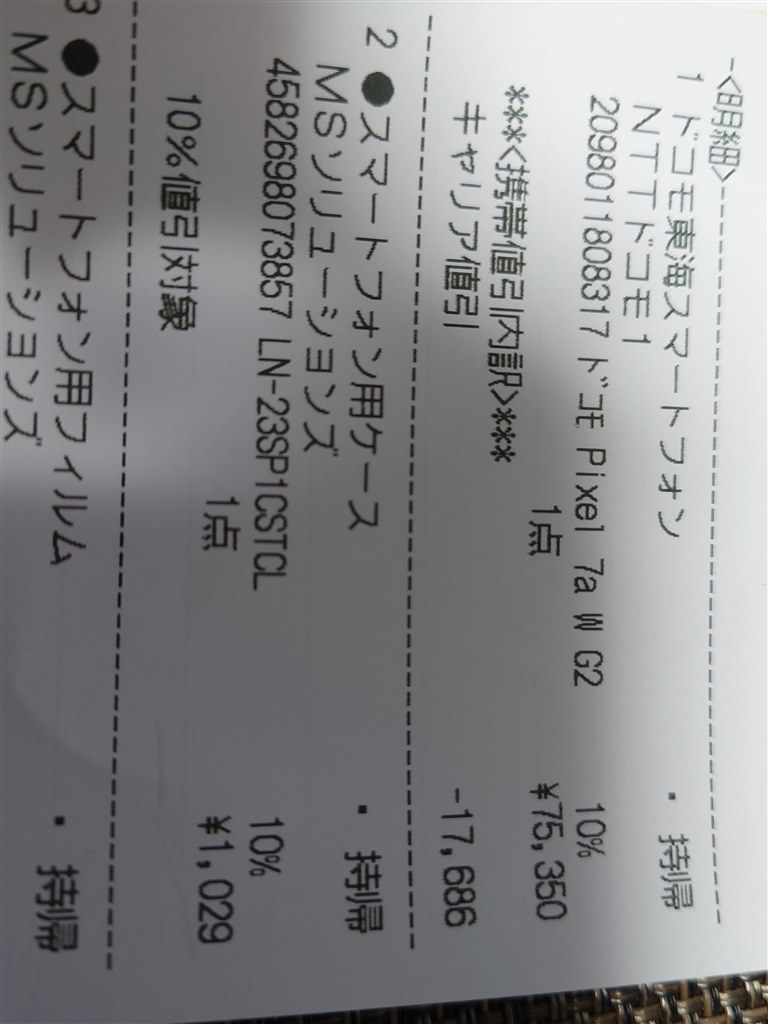 <明細>
1 ドコモ東海スマートフォン ・持帰
NTTドコモ1
2098011808317 ドコモ Pixel 7a W G2 10%
1点 ¥75,350
***<携帯値引内訳>***
キャリア値引 -17,686
2 ●スマートフォン用ケース ・持帰
MSソリューションズ
4582698073857 LN-23SP1CSTCL 10%
1点 ¥1,029
10%値引対象
3 ●スマートフォン用フィルム ・持帰
MSソリューションズ